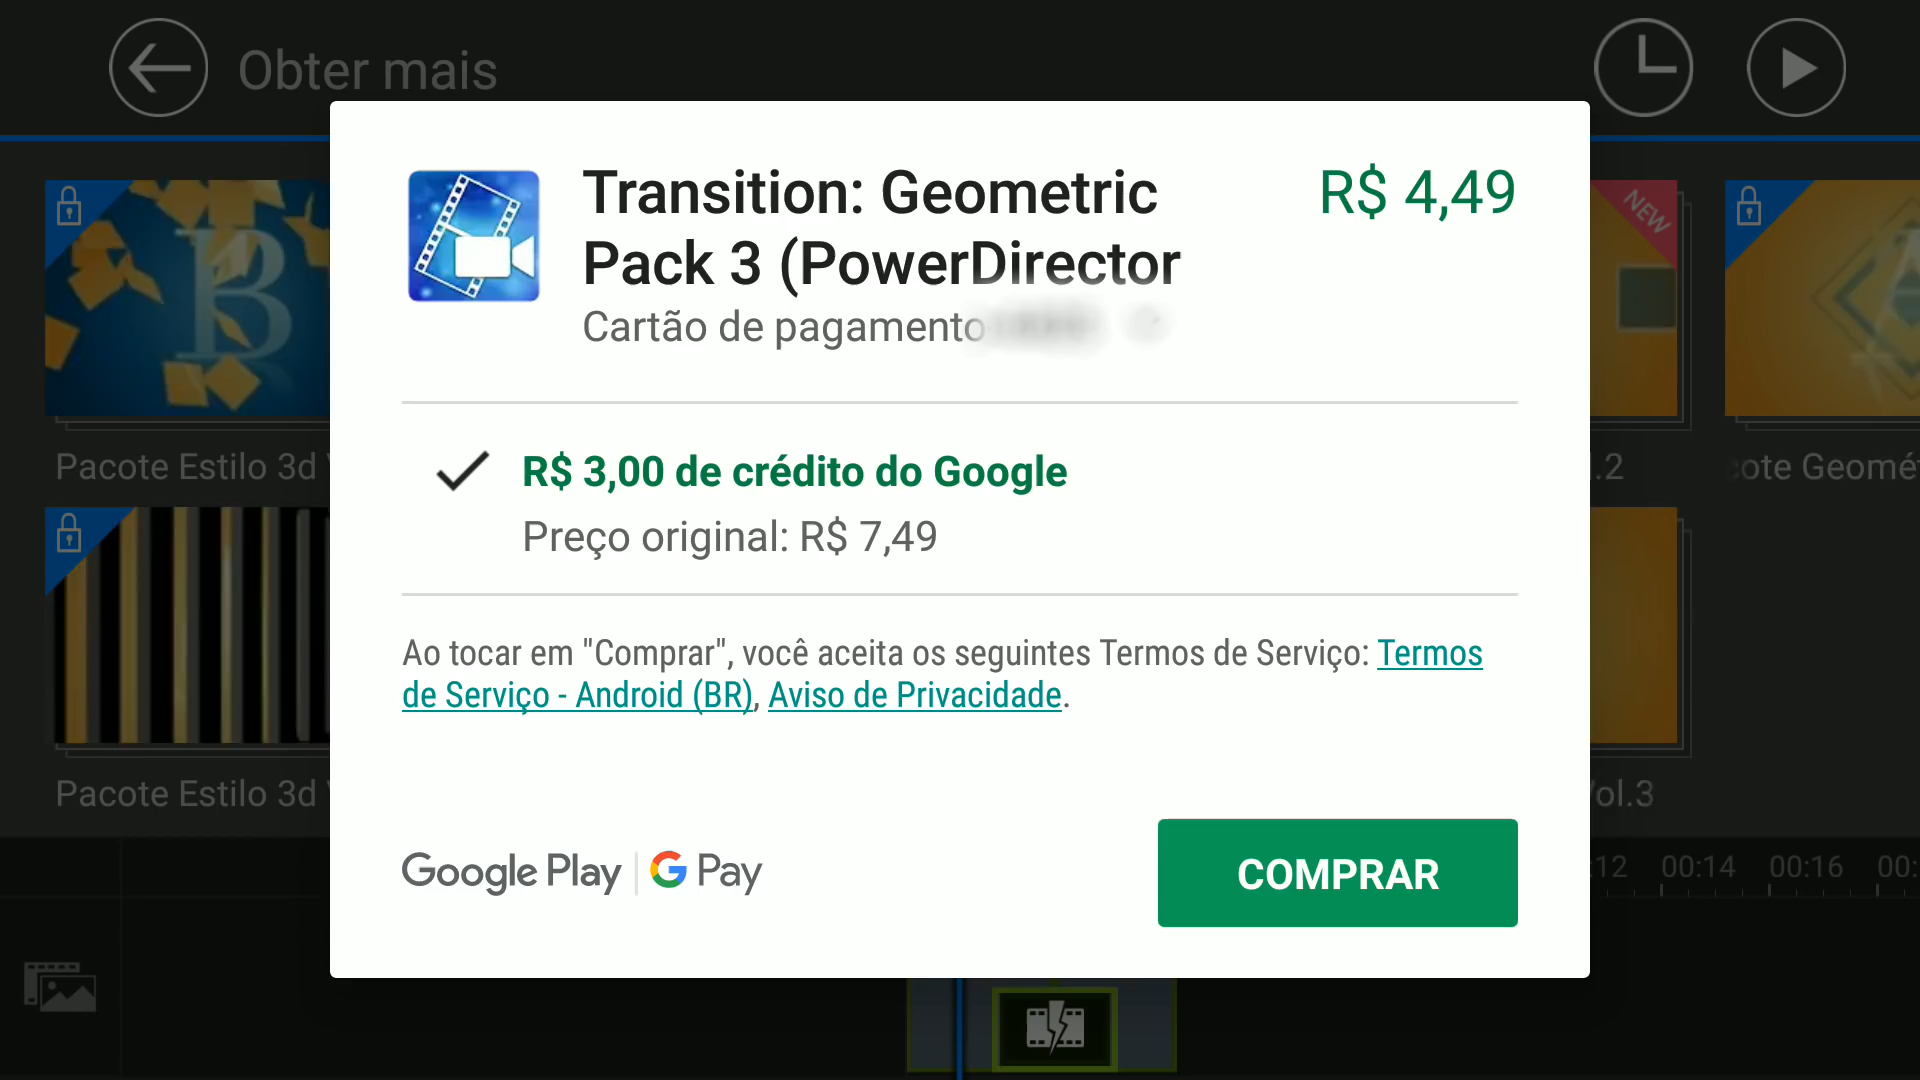 Obter mais
Transition: Geometric
Pack 3 (PowerDirector
R$ 4,49
Cartão de pagamento
R$ 3,00 de crédito do Google
Preço original: R$ 7,49
Ao tocar em "Comprar", você aceita os seguintes Termos de Serviço: Termos
de Serviço - Android (BR), Aviso de Privacidade.
Google Play | G Pay
COMPRAR
B
NEW
Pacote Estilo 3d
.2
ote Geomé
Pacote Estilo 3d
ol.3
:12 00:14 00:16 00: